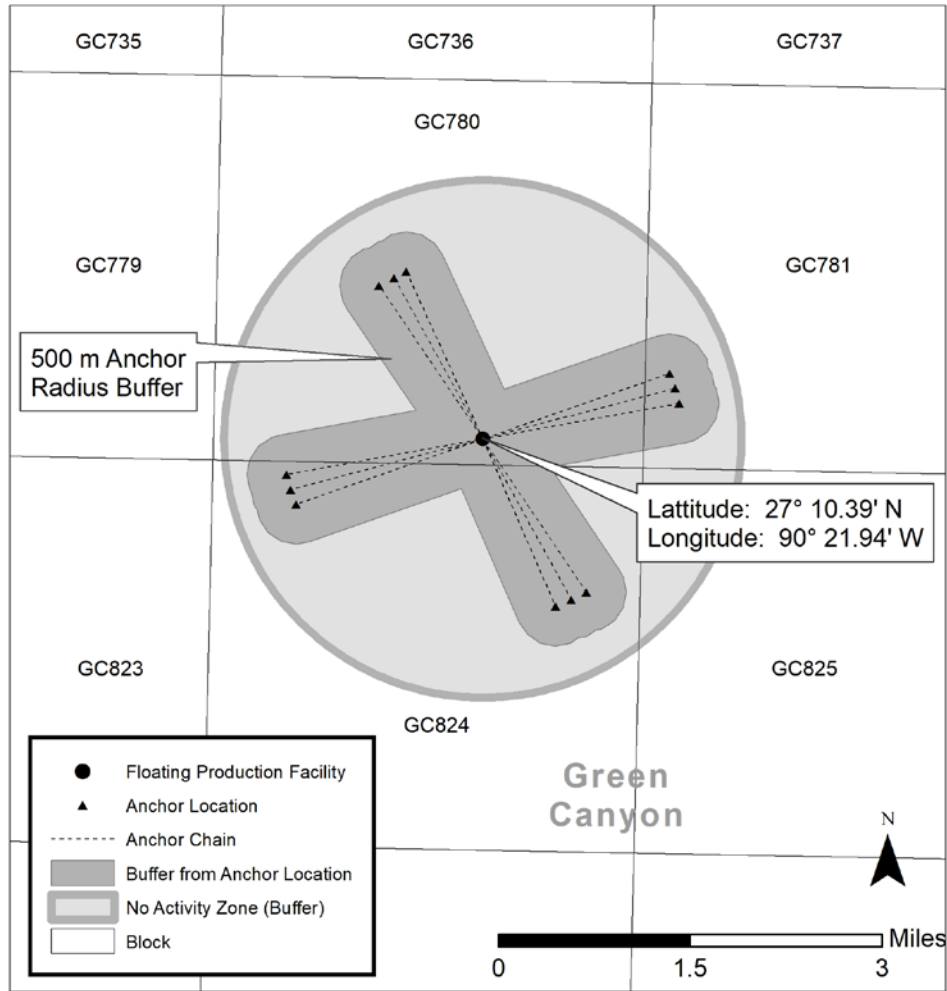 GC735
GC736
GC737
GC780
GC779
GC781
500 m Anchor
Radius Buffer
Lattitude: 27° 10.39' N
Longitude: 90° 21.94' W
GC823
GC825
GC824
Green
Canyon
Floating Production Facility
Anchor Location
Anchor Chain
Buffer from Anchor Location
No Activity Zone (Buffer)
Block
N
Miles
0 1.5 3